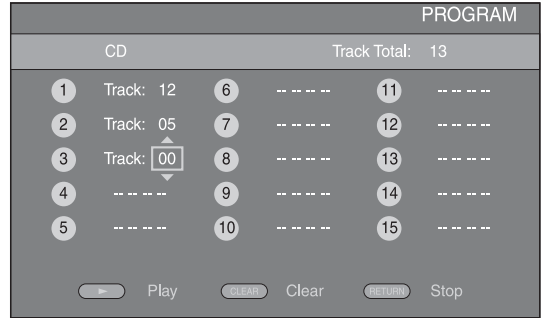 PROGRAM
CD Track Total: 13
1 Track: 12 6 -- -- -- -- 11 -- -- -- --
2 Track: 05 7 -- -- -- -- 12 -- -- -- --
3 Track: 00 8 -- -- -- -- 13 -- -- -- --
4 -- -- -- -- 9 -- -- -- -- 14 -- -- -- --
5 -- -- -- -- 10 -- -- -- -- 15 -- -- -- --
Play CLEAR Clear RETURN Stop